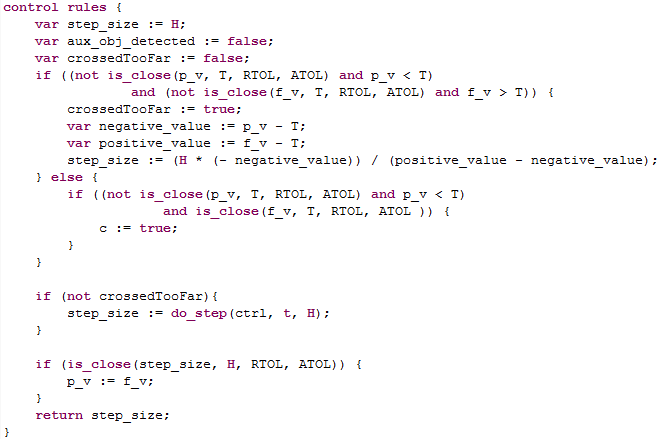 control rules {
    var step_size := H;
    var aux_obj_detected := false;
    var crossedTooFar := false;
    if ((not is_close(p_v, T, RTOL, ATOL) and p_v < T)
                and (not is_close(f_v, T, RTOL, ATOL) and f_v > T)) {
        crossedTooFar := true;
        var negative_value := p_v - T;
        var positive_value := f_v - T;
        step_size := (H * (- negative_value)) / (positive_value - negative_value);
    } else {
        if ((not is_close(p_v, T, RTOL, ATOL) and p_v < T)
                    and is_close(f_v, T, RTOL, ATOL )) {
            c := true;
        }
    }

    if (not crossedTooFar){
        step_size := do_step(ctrl, t, H);
    }

    if (is_close(step_size, H, RTOL, ATOL)) {
        p_v := f_v;
    }
    return step_size;
}